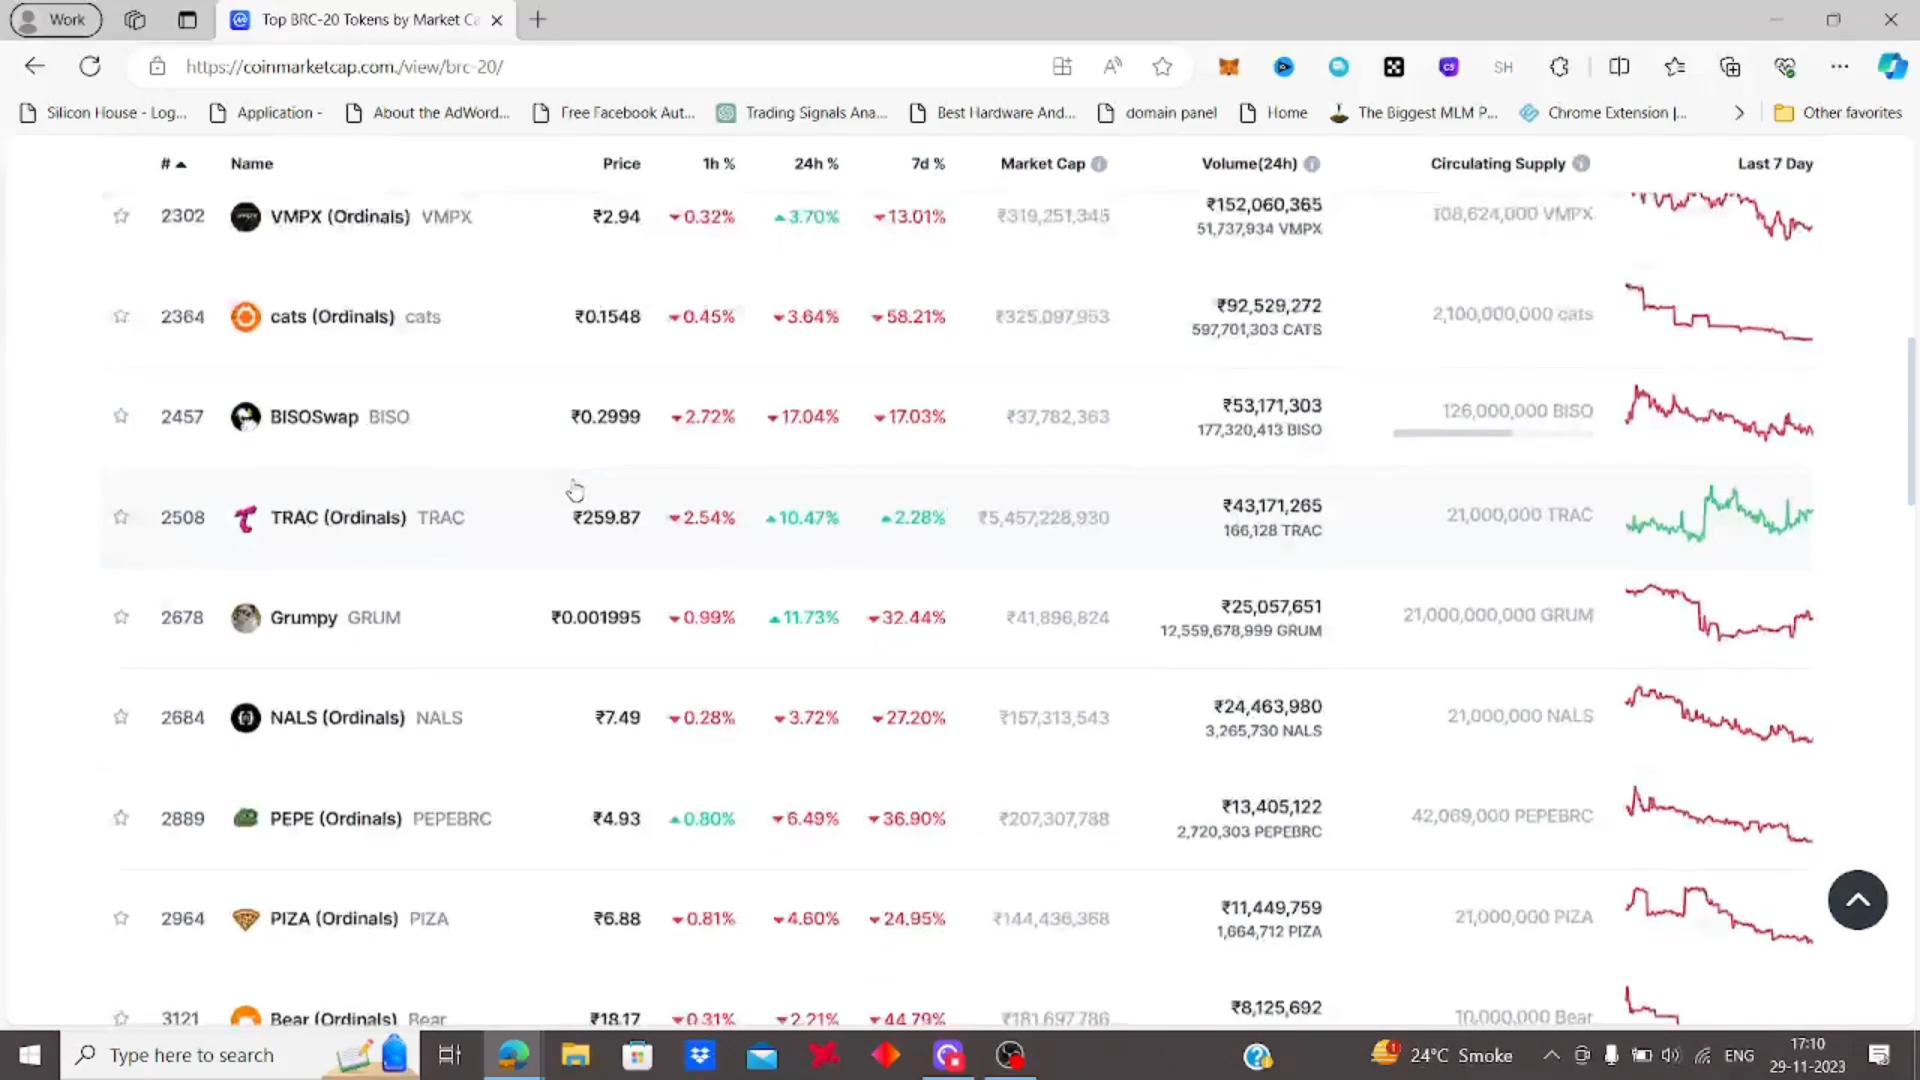 Work
Top BRC-20 Tokens by Market Ca
https://coinmarketcap.com./view/brc-20/
SH
Silicon House - Log...
Application -
About the AdWord...
Free Facebook Aut...
Trading Signals Ana...
Best Hardware And...
domain panel
Home
The Biggest MLM P...
Chrome Extension |...
Other favorites
# Name Price 1h % 24h % 7d % Market Cap Volume(24h) Circulating Supply Last 7 Day
2302 VMPX (Ordinals) VMPX ₹2.94 0.32% 3.70% 13.01% ₹319,251,345 ₹152,060,365 108,624,000 VMPX
51,737,934 VMPX
2364 cats (Ordinals) cats ₹0.1548 0.45% 3.64% 58.21% ₹325,097,953 ₹92,529,272 2,100,000,000 cats
597,701,303 CATS
2457 BISOSwap BISO ₹0.2999 2.72% 17.04% 17.03% ₹37,782,363 ₹53,171,303 126,000,000 BISO
177,320,413 BISO
2508 TRAC (Ordinals) TRAC ₹259.87 2.54% 10.47% 2.28% ₹5,457,228,930 ₹43,171,265 21,000,000 TRAC
166,128 TRAC
2678 Grumpy GRUM ₹0.001995 0.99% 11.73% 32.44% ₹41,896,824 ₹25,057,651 21,000,000,000 GRUM
12,559,678,999 GRUM
2684 NALS (Ordinals) NALS ₹7.49 0.28% 3.72% 27.20% ₹157,313,543 ₹24,463,980 21,000,000 NALS
3,265,730 NALS
2889 PEPE (Ordinals) PEPEBRC ₹4.93 0.80% 6.49% 36.90% ₹207,307,788 ₹13,405,122 42,069,000 PEPEBRC
2,720,303 PEPEBRC
2964 PIZA (Ordinals) PIZA ₹6.88 0.81% 4.60% 24.95% ₹144,436,368 ₹11,449,759 21,000,000 PIZA
1,664,712 PIZA
3121 Bear (Ordinals) Bear ₹18.17 0.31% 2.21% 44.79% ₹181,697,786 ₹8,125,692 10,000,000 Bear
Type here to search
24°C Smoke
ENG
17:10
29-11-2023